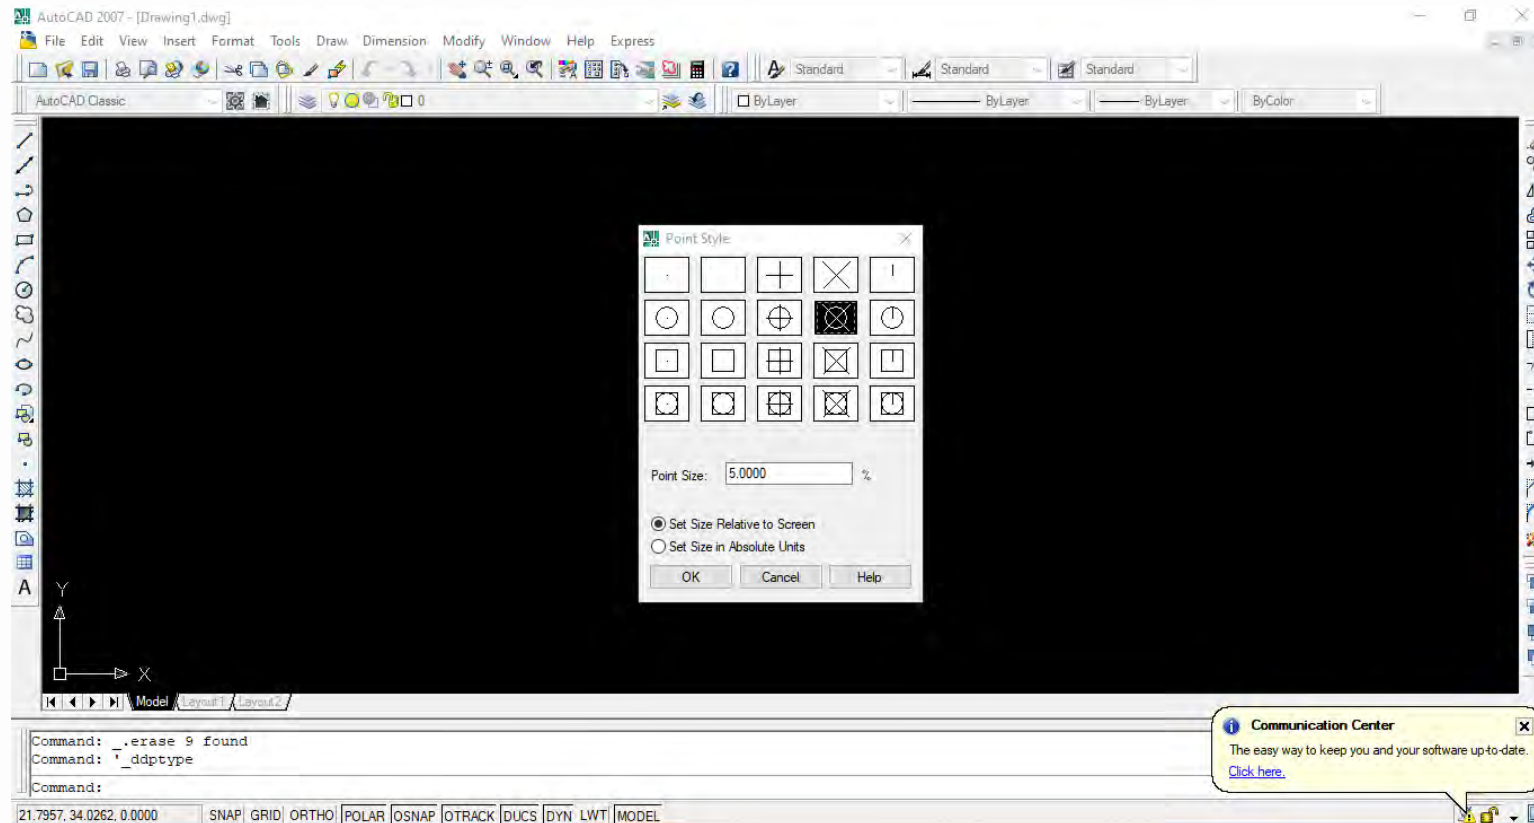 AutoCAD 2007 - [Drawing1.dwg]
File Edit View Insert Format Tools Draw Dimension Modify Window Help Express
Standard Standard Standard
AutoCAD Classic 0 ByLayer ByLayer ByLayer ByColor
Point Style
Point Size: 5.0000 %
Set Size Relative to Screen
Set Size in Absolute Units
OK Cancel Help
A
Y
X
Model Layout1 Layout2
Command: _.erase 9 found
Command: '_ddptype
Command:
Communication Center
The easy way to keep you and your software up-to-date.
Click here.
21.7957, 34.0262, 0.0000 SNAP GRID ORTHO POLAR OSNAP OTRACK DUCS DYN LWT MODEL